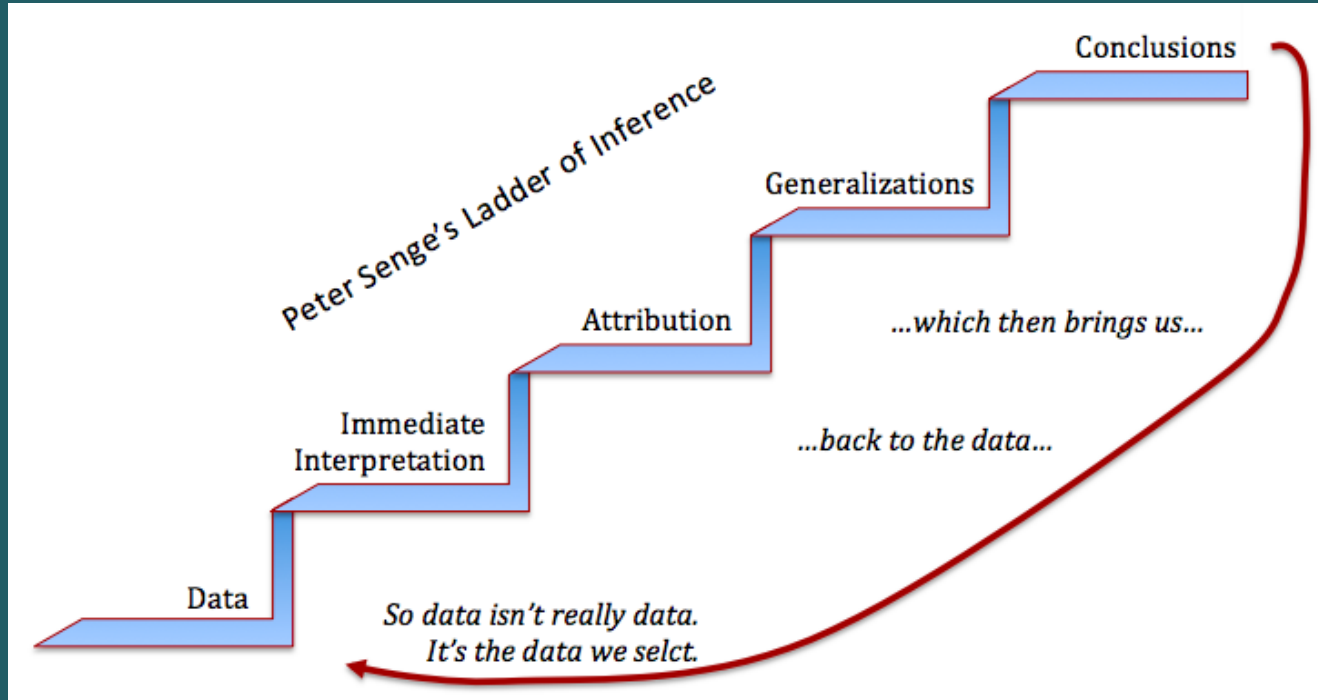 Conclusions
Peter Senge's Ladder of Inference
Generalizations
Attribution
...which then brings us...
Immediate
Interpretation
...back to the data...
Data
So data isn't really data.
It's the data we selct.